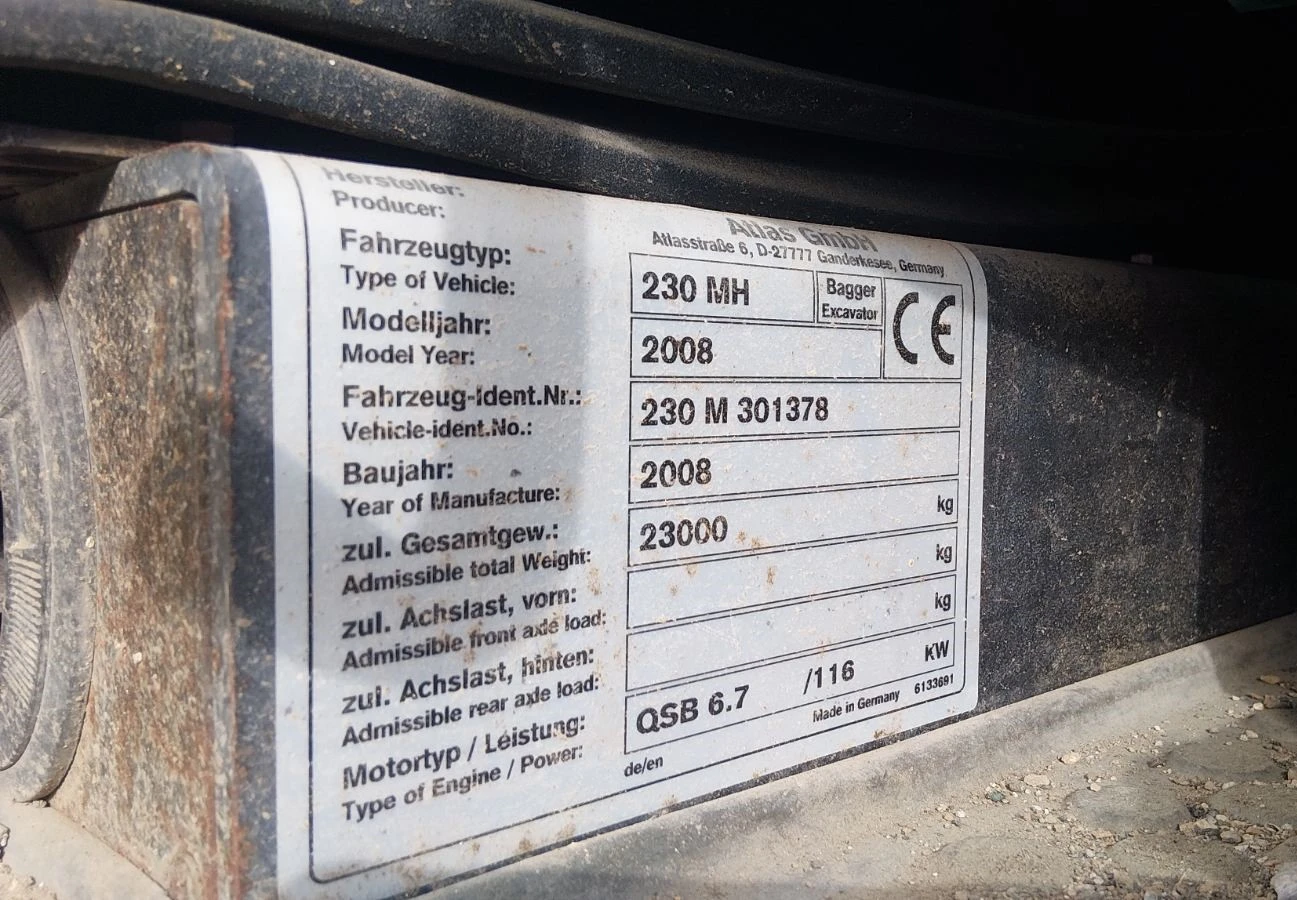 Hersteller:
Producer:
Atlas GmbH
Atlasstraße 6, D-27777 Ganderkesee, Germany
Fahrzeugtyp:
Type of Vehicle:
230 MH
Bagger
Excavator
CE
Modelljahr:
Model Year:
2008
Fahrzeug-Ident.Nr.:
Vehicle-ident.No.:
230 M 301378
Baujahr:
Year of Manufacture:
2008
zul. Gesamtgew.:
Admissible total Weight:
23000 kg
zul. Achslast, vorn:
Admissible front axle load:
kg
zul. Achslast, hinten:
Admissible rear axle load:
kg
Motortyp / Leistung:
Type of Engine / Power:
QSB 6.7 /116 KW
de/en
Made in Germany 6133691